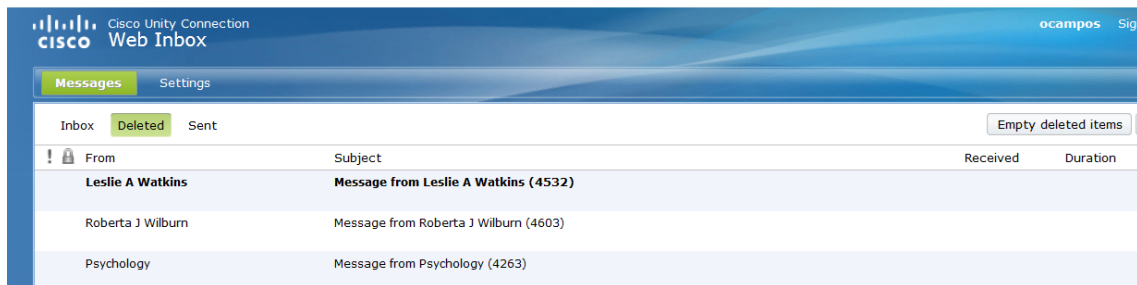 Cisco Unity Connection
CISCO Web Inbox
ocampos
Messages Settings
Inbox Deleted Sent Empty deleted items
! From Subject Received Duration
Leslie A Watkins Message from Leslie A Watkins (4532)
Roberta J Wilburn Message from Roberta J Wilburn (4603)
Psychology Message from Psychology (4263)